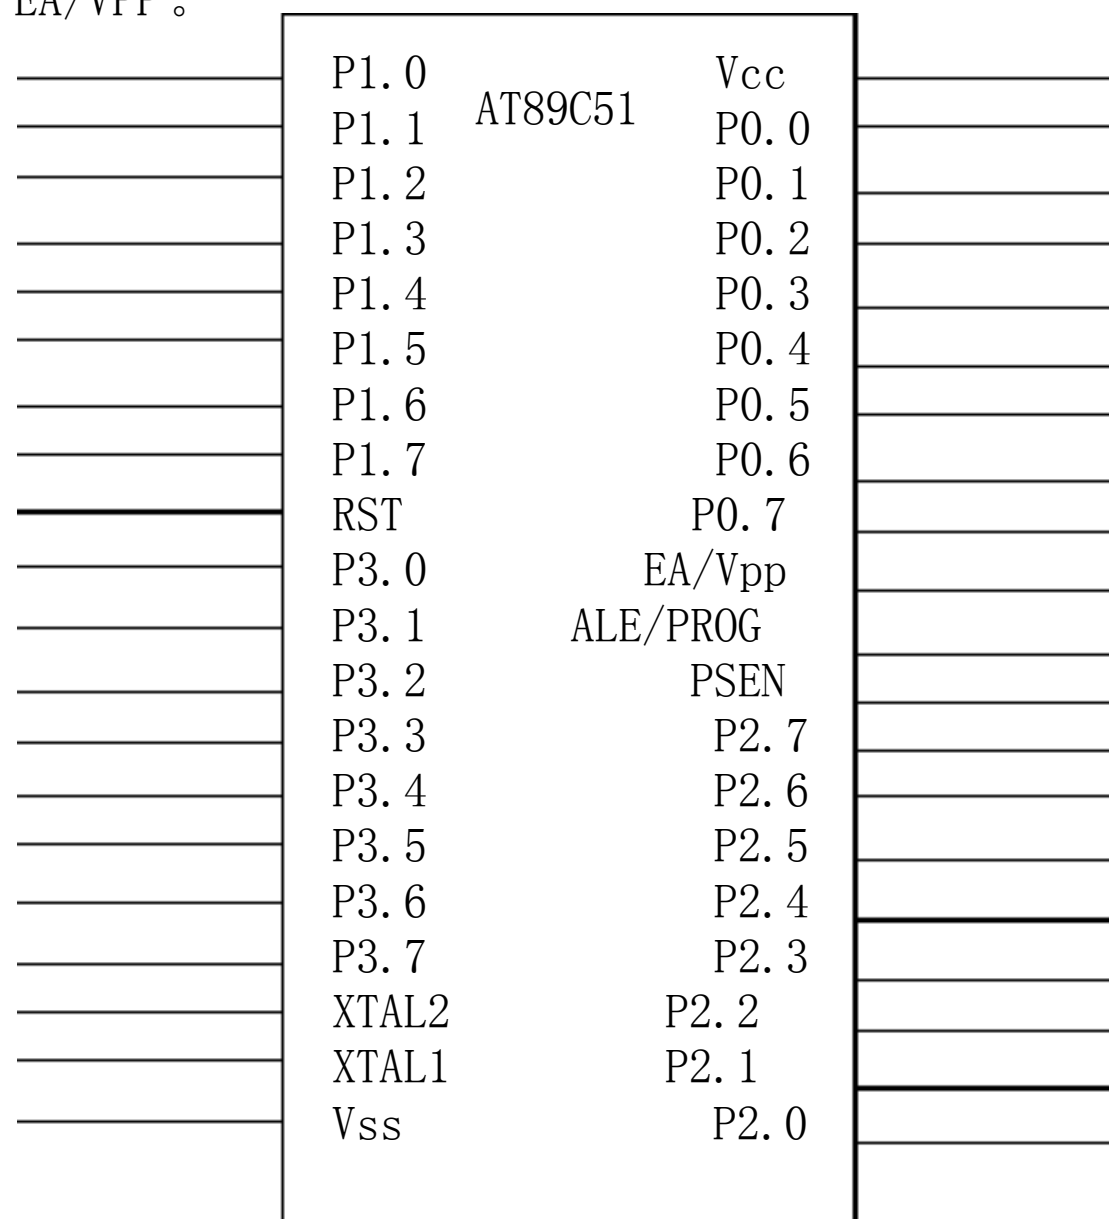 EA/VPP。
P1.0 Vcc
AT89C51
P1.1 P0.0
P1.2 P0.1
P1.3 P0.2
P1.4 P0.3
P1.5 P0.4
P1.6 P0.5
P1.7 P0.6
RST P0.7
P3.0 EA/Vpp
P3.1 ALE/PROG
P3.2 PSEN
P3.3 P2.7
P3.4 P2.6
P3.5 P2.5
P3.6 P2.4
P3.7 P2.3
XTAL2 P2.2
XTAL1 P2.1
Vss P2.0